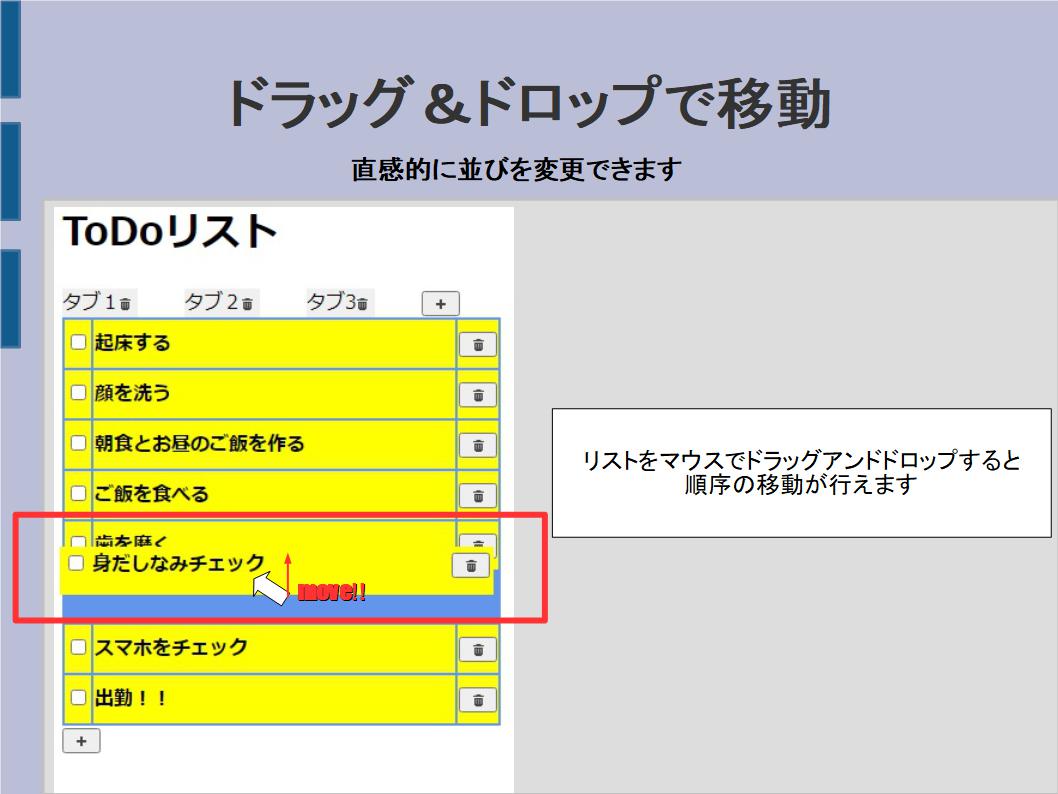 ドラッグ&ドロップで移動
直感的に並びを変更できます
ToDoリスト
タブ1 タブ2 タブ3 +
起床する
顔を洗う
朝食とお昼のご飯を作る
ご飯を食べる
歯を磨く
身だしなみチェック
move!!
スマホをチェック
出勤！！
+
リストをマウスでドラッグアンドドロップすると
順序の移動が行えます